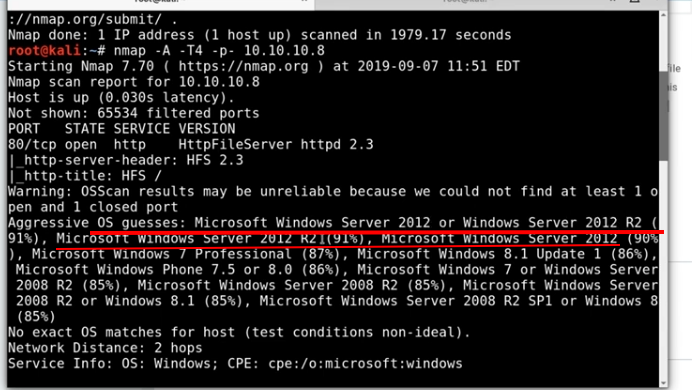 ://nmap.org/submit/ .
Nmap done: 1 IP address (1 host up) scanned in 1979.17 seconds
root@kali:~# nmap -A -T4 -p- 10.10.10.8
Starting Nmap 7.70 ( https://nmap.org ) at 2019-09-07 11:51 EDT
Nmap scan report for 10.10.10.8
Host is up (0.030s latency).
Not shown: 65534 filtered ports
PORT   STATE SERVICE VERSION
80/tcp open  http    HttpFileServer httpd 2.3
|_http-server-header: HFS 2.3
|_http-title: HFS /
Warning: OSScan results may be unreliable because we could not find at least 1 o
pen and 1 closed port
Aggressive OS guesses: Microsoft Windows Server 2012 or Windows Server 2012 R2 (
91%), Microsoft Windows Server 2012 R2 (91%), Microsoft Windows Server 2012 (90%
), Microsoft Windows 7 Professional (87%), Microsoft Windows 8.1 Update 1 (86%),
 Microsoft Windows Phone 7.5 or 8.0 (86%), Microsoft Windows 7 or Windows Server
 2008 R2 (85%), Microsoft Windows Server 2008 R2 (85%), Microsoft Windows Server
 2008 R2 or Windows 8.1 (85%), Microsoft Windows Server 2008 R2 SP1 or Windows 8
 (85%)
No exact OS matches for host (test conditions non-ideal).
Network Distance: 2 hops
Service Info: OS: Windows; CPE: cpe:/o:microsoft:windows